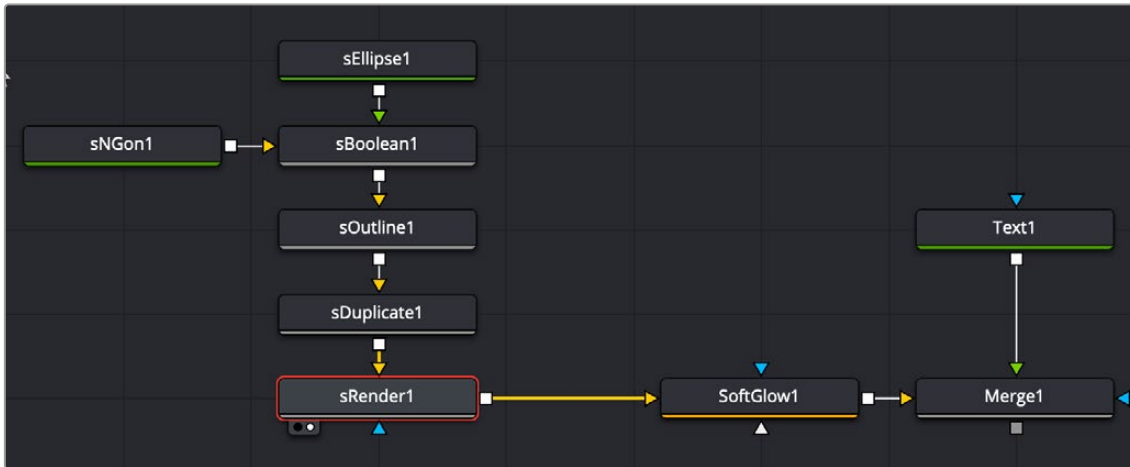 sEllipse1
sNGon1
sBoolean1
sOutline1
Text1
sDuplicate1
sRender1
SoftGlow1
Merge1